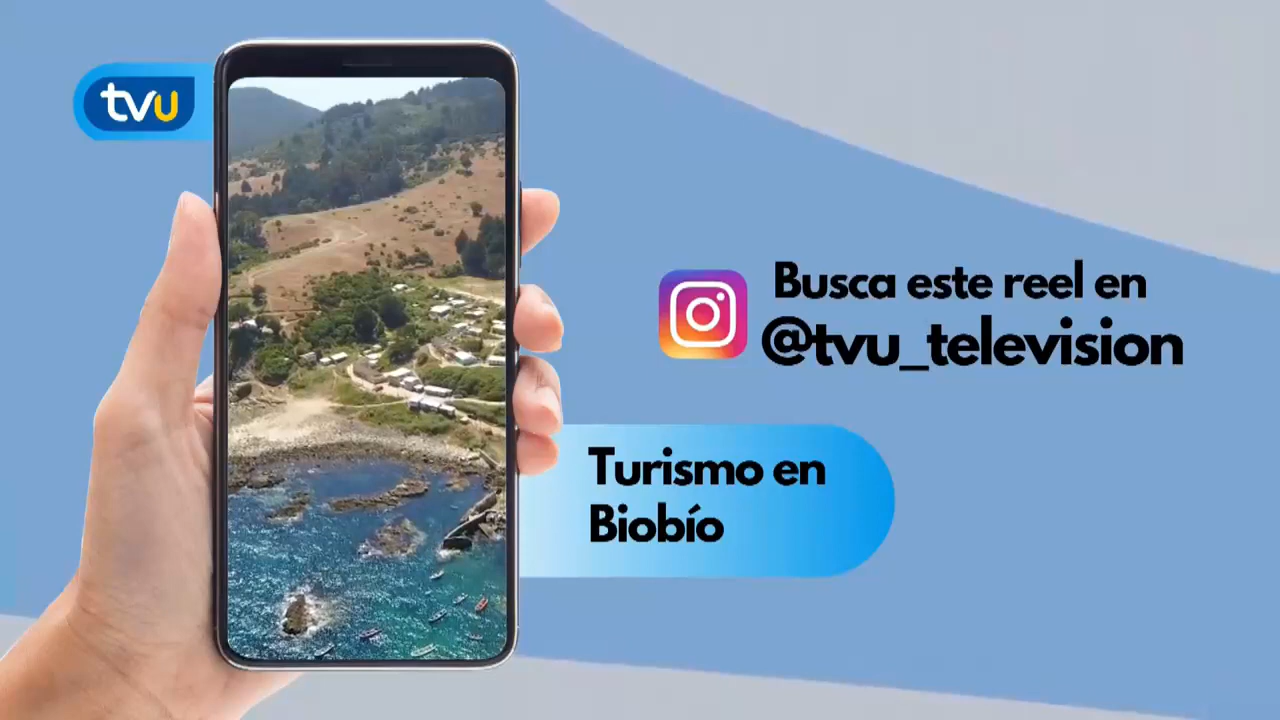 tvu
Busca este reel en
@tvu_television
Turismo en
Biobío